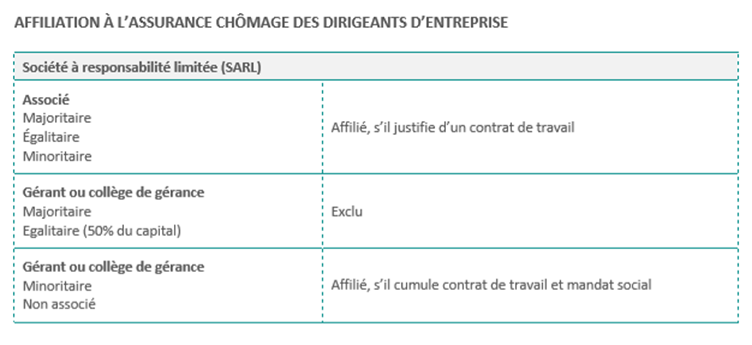 AFFILIATION À L'ASSURANCE CHÔMAGE DES DIRIGEANTS D'ENTREPRISE
Société à responsabilité limitée (SARL)
Associé
Majoritaire
Égalitaire
Minoritaire
Affilié, s'il justifie d'un contrat de travail
Gérant ou collège de gérance
Majoritaire
Egalitaire (50% du capital)
Exclu
Gérant ou collège de gérance
Minoritaire
Non associé
Affilié, s'il cumule contrat de travail et mandat social